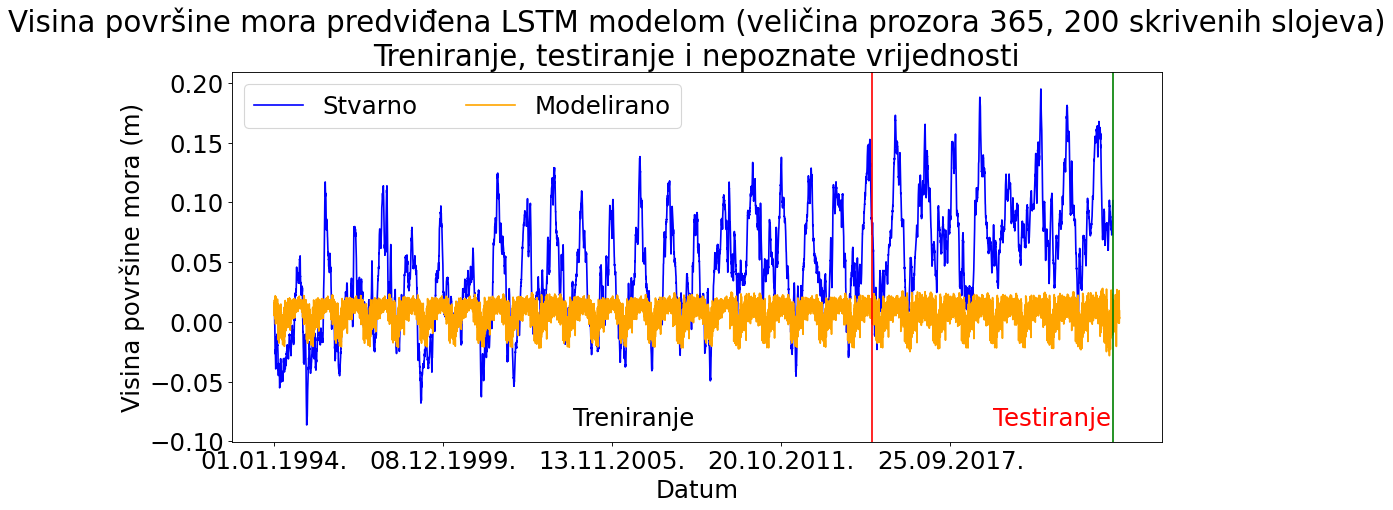 Visina površine mora predviđena LSTM modelom (veličina prozora 365, 200 skrivenih slojeva)
Treniranje, testiranje i nepoznate vrijednosti
Stvarno
Modelirano
Visina površine mora (m)
0.20
0.15
0.10
0.05
0.00
−0.05
−0.10
Treniranje
Testiranje
01.01.1994.
08.12.1999.
13.11.2005.
20.10.2011.
25.09.2017.
Datum